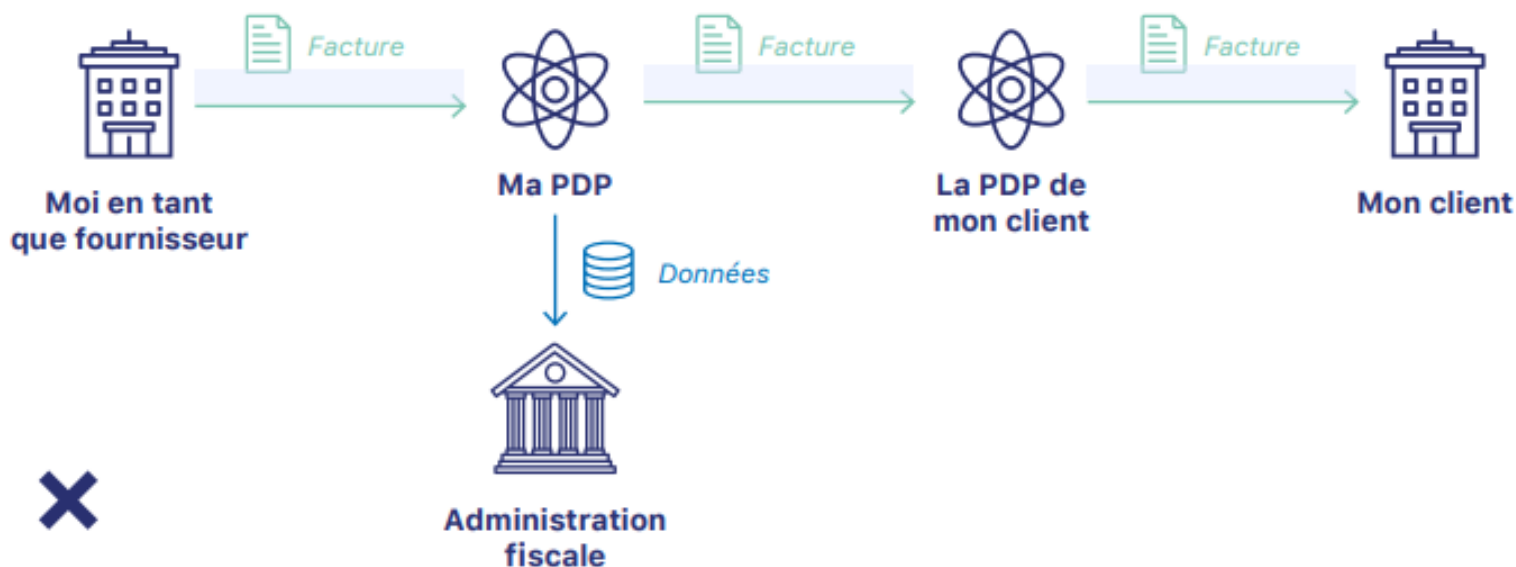 Facture
Facture
Facture
Moi en tant
que fournisseur
Ma PDP
La PDP de
mon client
Mon client
Données
Administration
fiscale